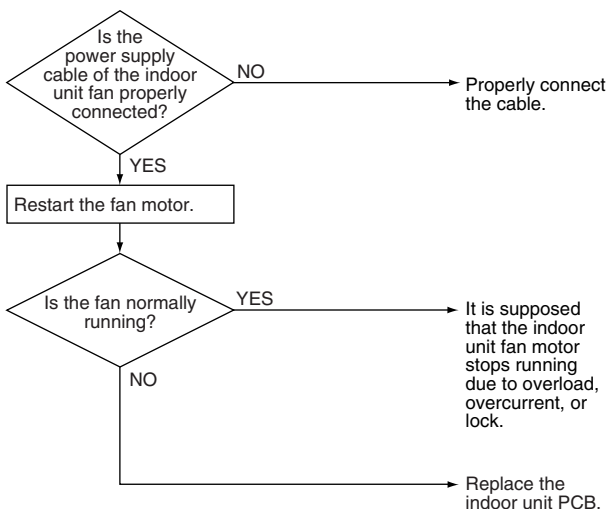 Is the
power supply
cable of the indoor
unit fan properly
connected?
NO
Properly connect
the cable.
YES
Restart the fan motor.
Is the fan normally
running?
YES
It is supposed
that the indoor
unit fan motor
stops running
due to overload,
overcurrent, or
lock.
NO
Replace the
indoor unit PCB.